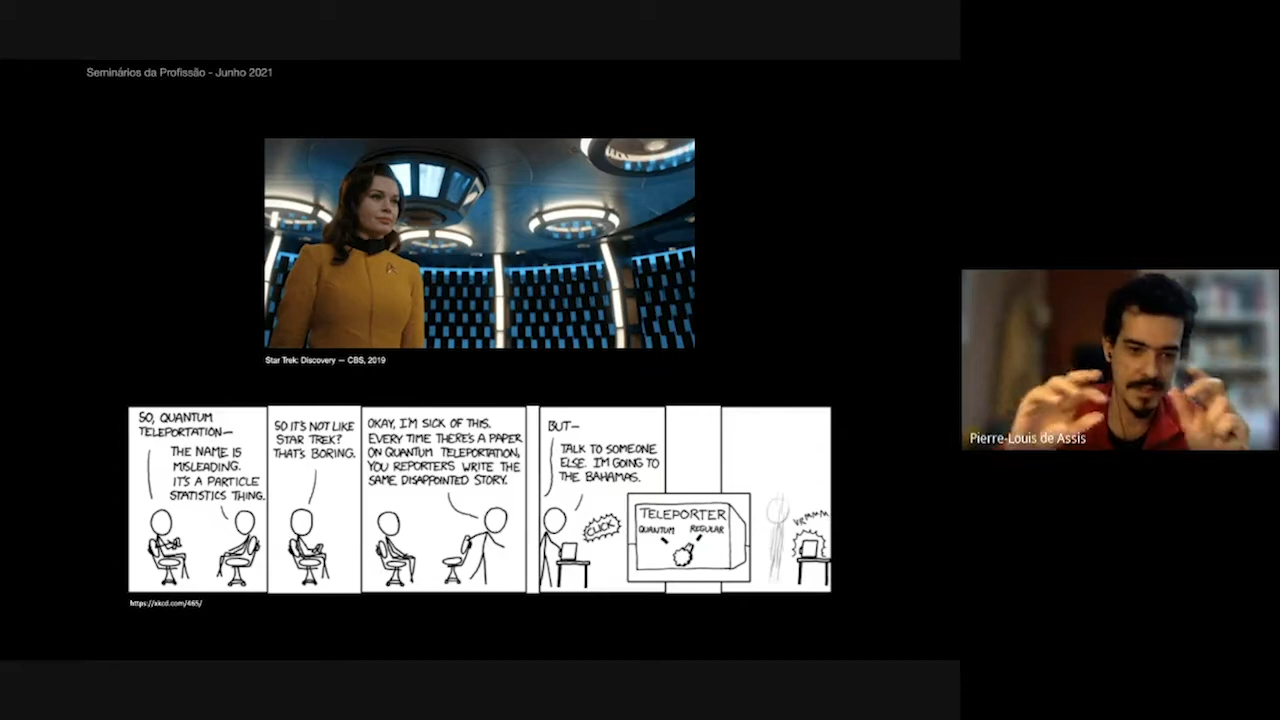 Seminários da Profissão - Junho 2021
Star Trek: Discovery — CBS, 2019
SO, QUANTUM
TELEPORTATION—
THE NAME IS
MISLEADING.
IT'S A PARTICLE
STATISTICS THING.
SO IT'S NOT LIKE
STAR TREK?
THAT'S BORING.
OKAY, I'M SICK OF THIS.
EVERY TIME THERE'S A PAPER
ON QUANTUM TELEPORTATION,
YOU REPORTERS WRITE THE
SAME DISAPPOINTED STORY.
BUT—
TALK TO SOMEONE
ELSE. I'M GOING TO
THE BAHAMAS.
CLICK
TELEPORTER
QUANTUM REGULAR
VRMMM
https://xkcd.com/465/
Pierre-Louis de Assis